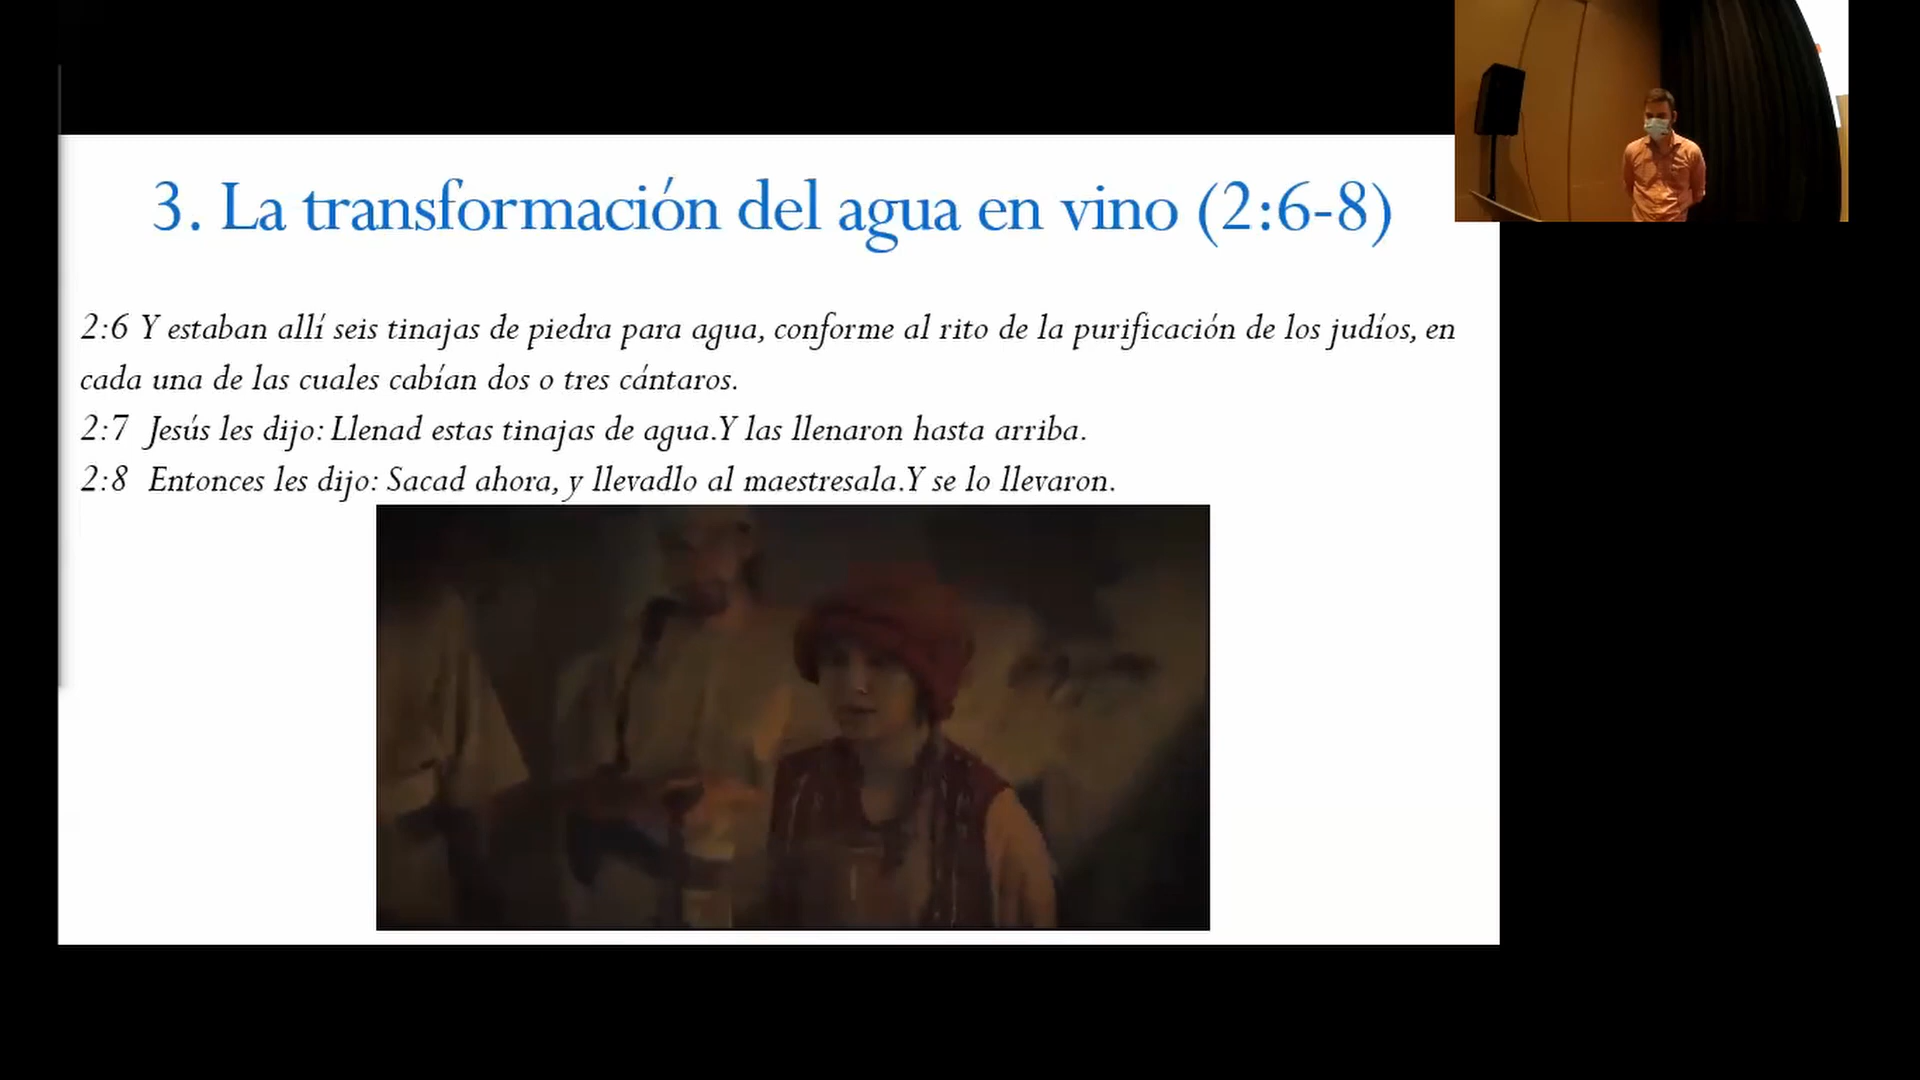 3. La transformación del agua en vino (2:6-8)
2:6 Y estaban allí seis tinajas de piedra para agua, conforme al rito de la purificación de los judíos, en
cada una de las cuales cabían dos o tres cántaros.
2:7 Jesús les dijo: Llenad estas tinajas de agua.Y las llenaron hasta arriba.
2:8 Entonces les dijo: Sacad ahora, y llevadlo al maestresala.Y se lo llevaron.